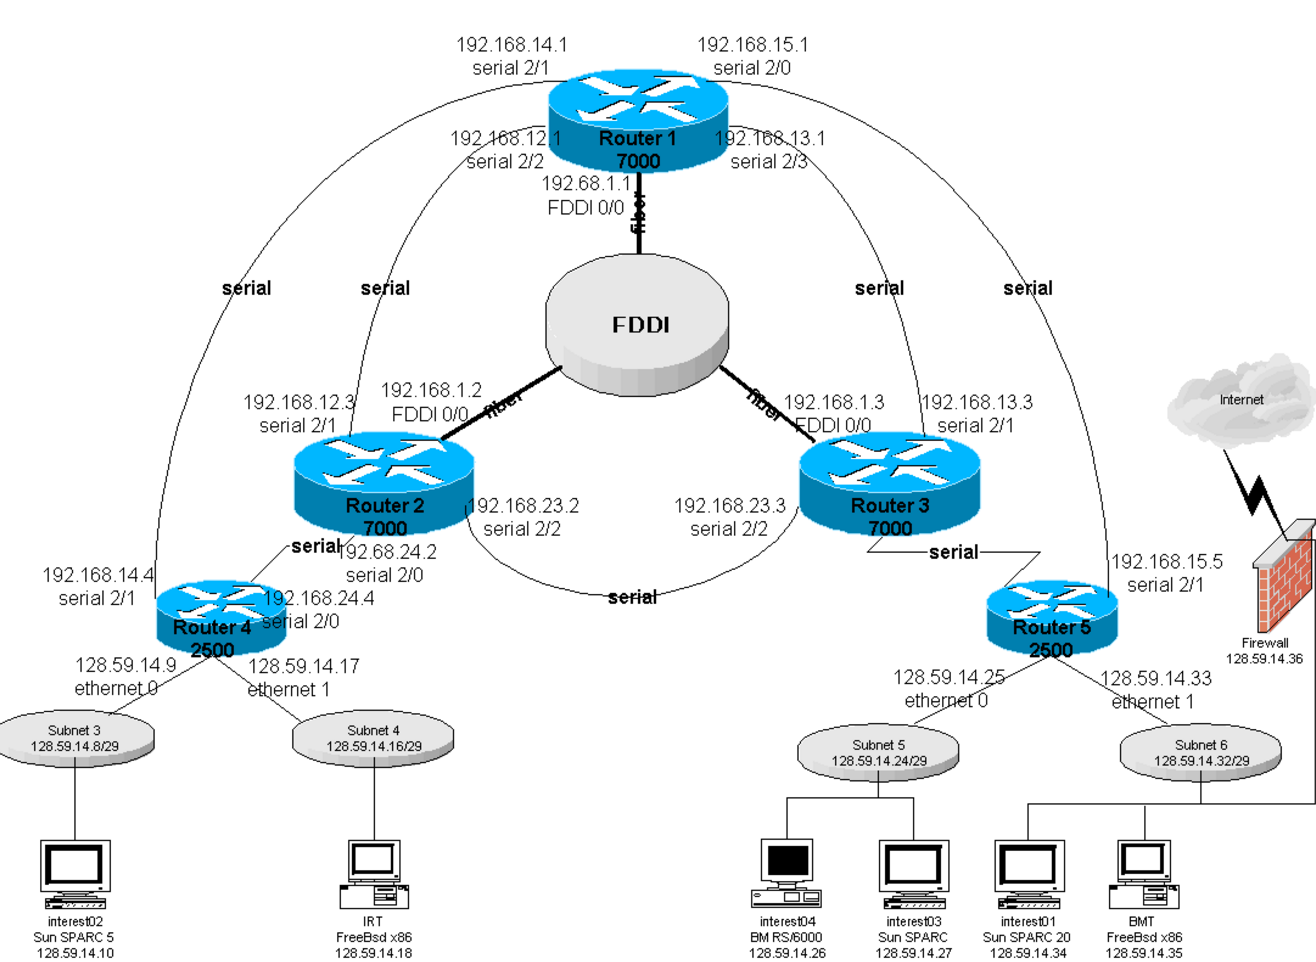 192.168.14.1
serial 2/1
192.168.15.1
serial 2/0
192.168.12.1
serial 2/2
Router 1
7000
192.168.13.1
serial 2/3
192.68.1.1
FDDI 0/0
fiber
serial
serial
serial
serial
FDDI
192.168.12.3
serial 2/1
192.168.1.2
FDDI 0/0
fiber
fiber
192.168.1.3
FDDI 0/0
192.168.13.3
serial 2/1
Internet
Router 2
7000
192.168.23.2
serial 2/2
192.168.23.3
serial 2/2
Router 3
7000
serial
192.68.24.2
serial 2/0
serial
192.168.14.4
serial 2/1
192.168.24.4
serial 2/0
serial
192.168.15.5
serial 2/1
Router 4
2500
Router 5
2500
Firewall
128.59.14.36
128.59.14.9
ethernet 0
128.59.14.17
ethernet 1
128.59.14.25
ethernet 0
128.59.14.33
ethernet 1
Subnet 3
128.59.14.8/29
Subnet 4
128.59.14.16/29
Subnet 5
128.59.14.24/29
Subnet 6
128.59.14.32/29
interest02
Sun SPARC 5
128.59.14.10
IRT
FreeBsd x86
128.59.14.18
interest04
BM RS/6000
128.59.14.26
interest03
Sun SPARC
128.59.14.27
interest01
Sun SPARC 20
128.59.14.34
BMT
FreeBsd x86
128.59.14.35